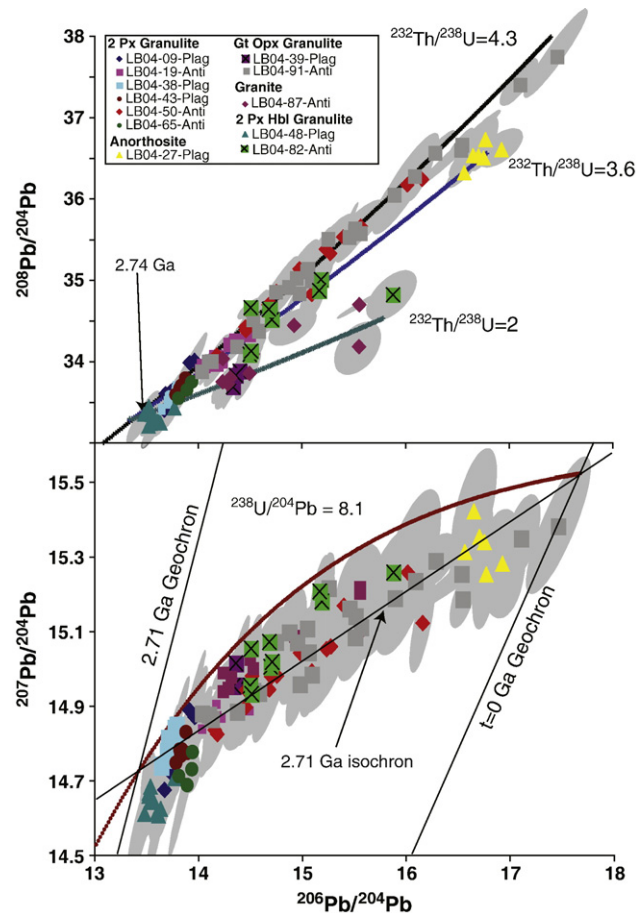 38
37
36
35
34
33
208Pb/204Pb
2 Px Granulite
LB04-09-Plag
LB04-19-Anti
LB04-38-Plag
LB04-43-Plag
LB04-50-Anti
LB04-65-Anti
Anorthosite
LB04-27-Plag
Gt Opx Granulite
LB04-39-Plag
LB04-91-Anti
Granite
LB04-87-Anti
2 Px Hbl Granulite
LB04-48-Plag
LB04-82-Anti
232Th/238U=4.3
232Th/238U=3.6
232Th/238U=2
2.74 Ga
15.5
15.3
15.1
14.9
14.7
14.5
207Pb/204Pb
2.71 Ga Geochron
238U/204Pb = 8.1
2.71 Ga isochron
t=0 Ga Geochron
13 14 15 16 17 18
206Pb/204Pb